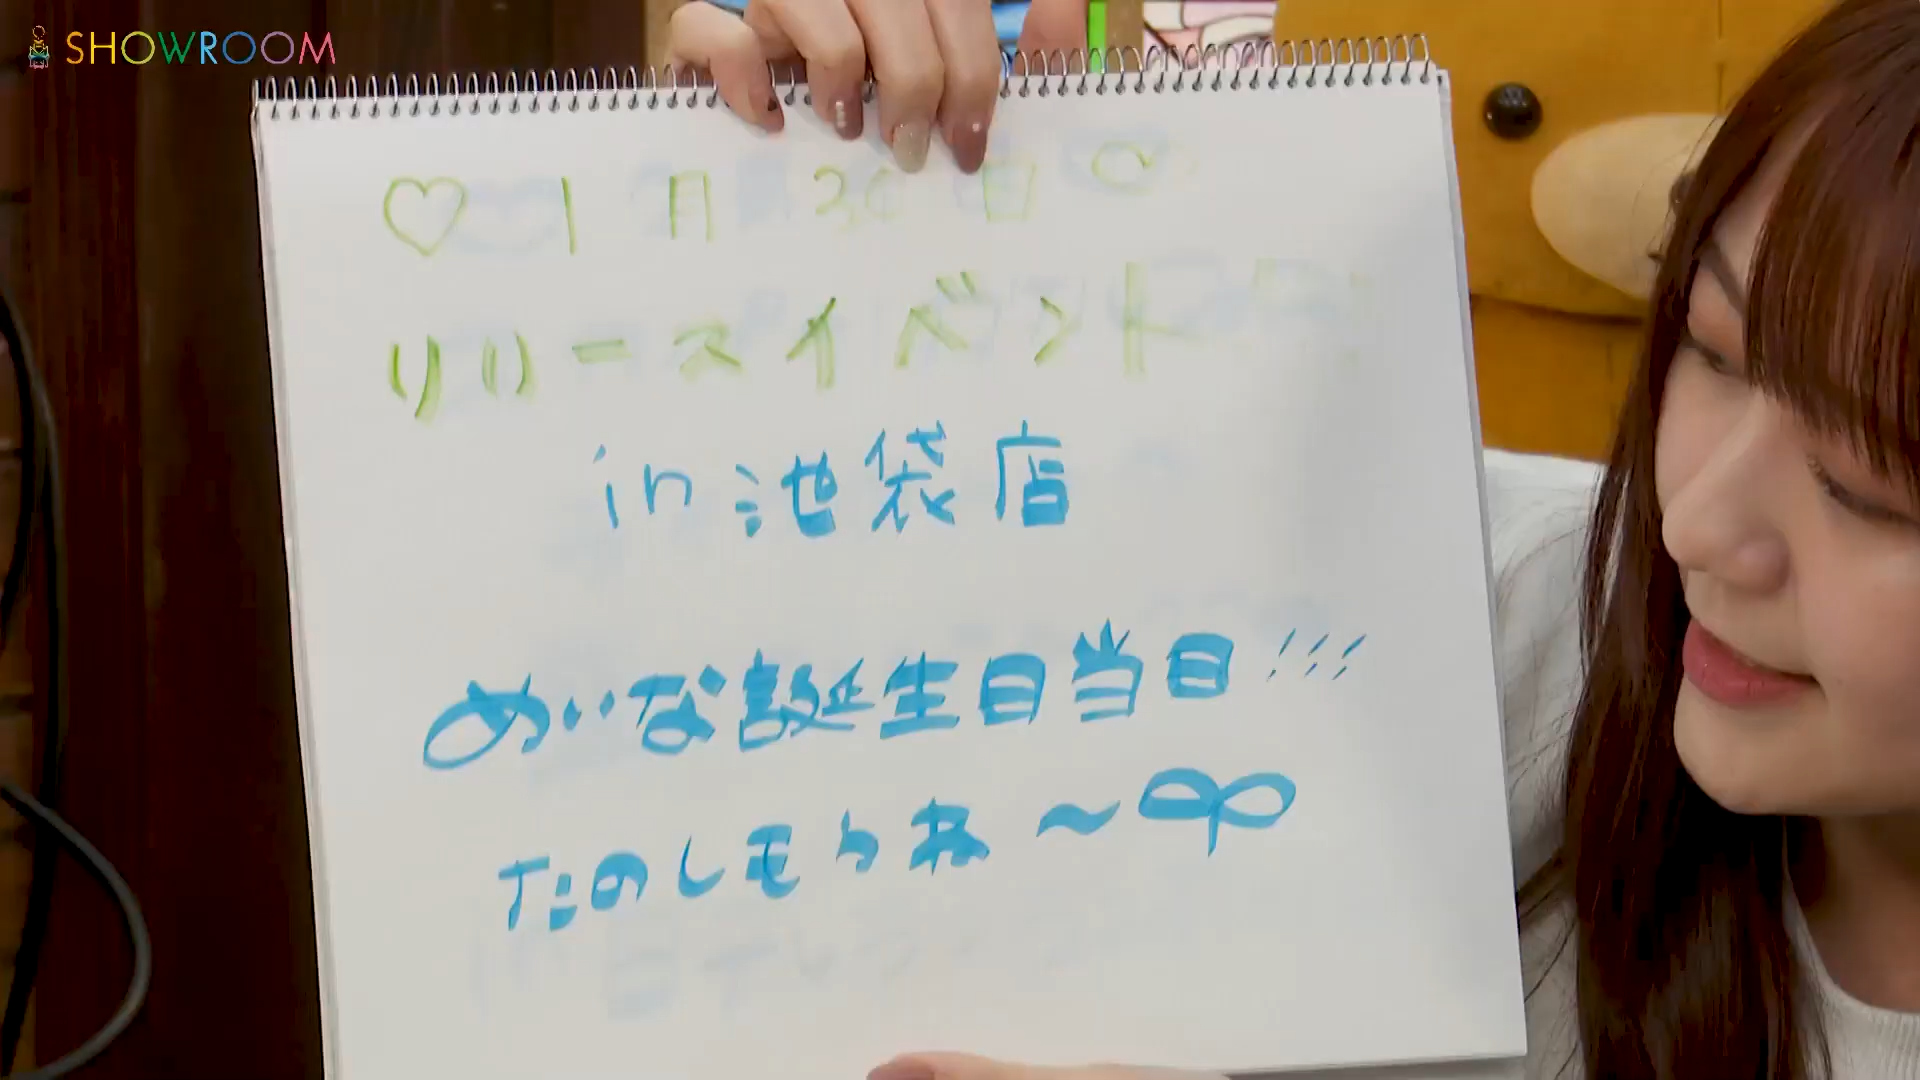 SHOWROOM
♡1月30日♡
リリースイベント
in 池袋店
めいな誕生日当日!!!
たのしもうね〜